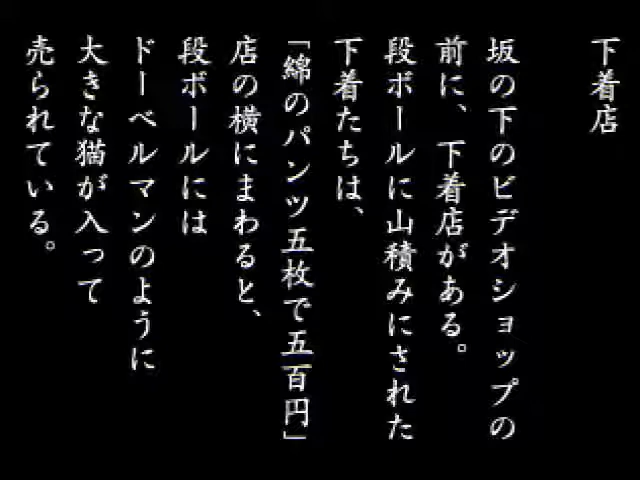 下着店
坂の下のビデオショップの
前に、下着店がある。
段ボールに山積みにされた
下着たちは、
「綿のパンツ五枚で五百円」
店の横にまわると、
段ボールには
ドーベルマンのように
大きな猫が入って
売られている。